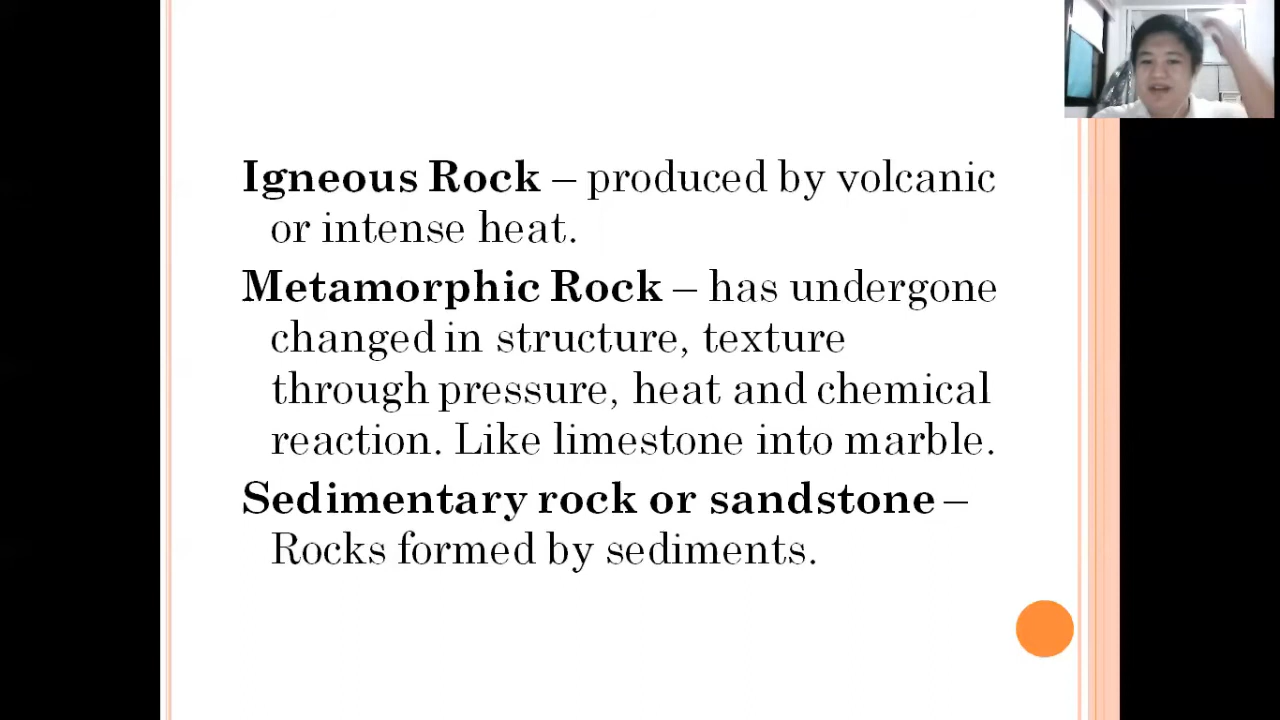 Igneous Rock – produced by volcanic
or intense heat.
Metamorphic Rock – has undergone
changed in structure, texture
through pressure, heat and chemical
reaction. Like limestone into marble.
Sedimentary rock or sandstone –
Rocks formed by sediments.